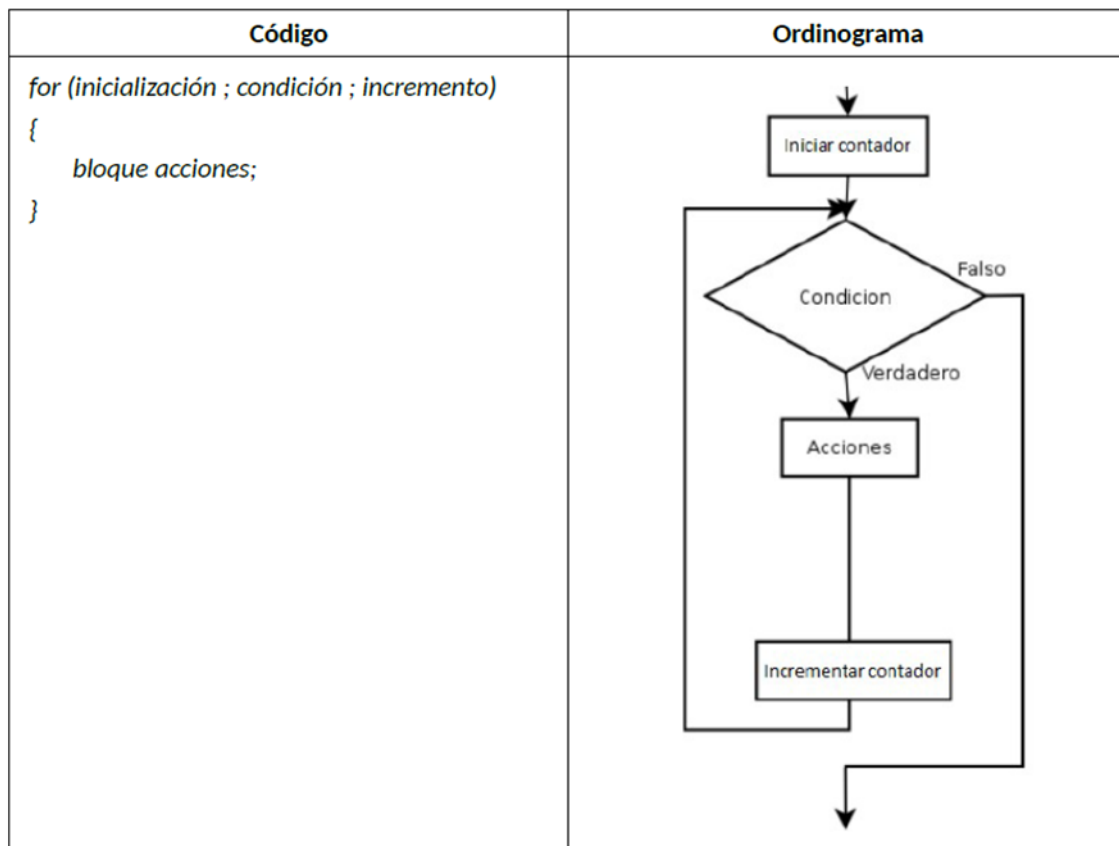 Código
Ordinograma
for (inicialización ; condición ; incremento)
{
bloque acciones;
}
Iniciar contador
Condicion
Falso
Verdadero
Acciones
Incrementar contador